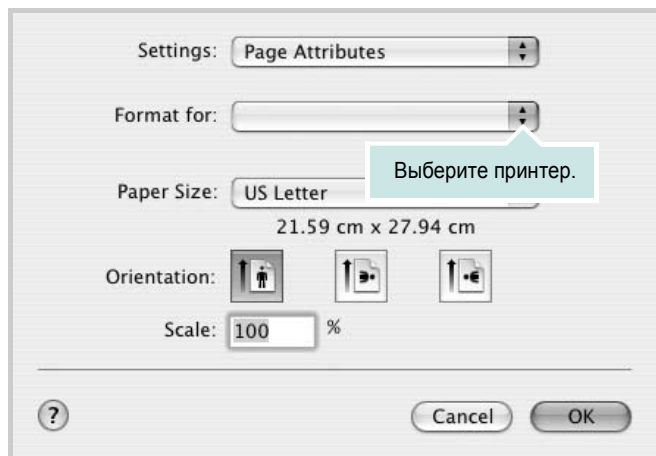 Settings: Page Attributes
Format for:
Выберите принтер.
Paper Size: US Letter
21.59 cm x 27.94 cm
Orientation:
Scale: 100 %
? Cancel OK